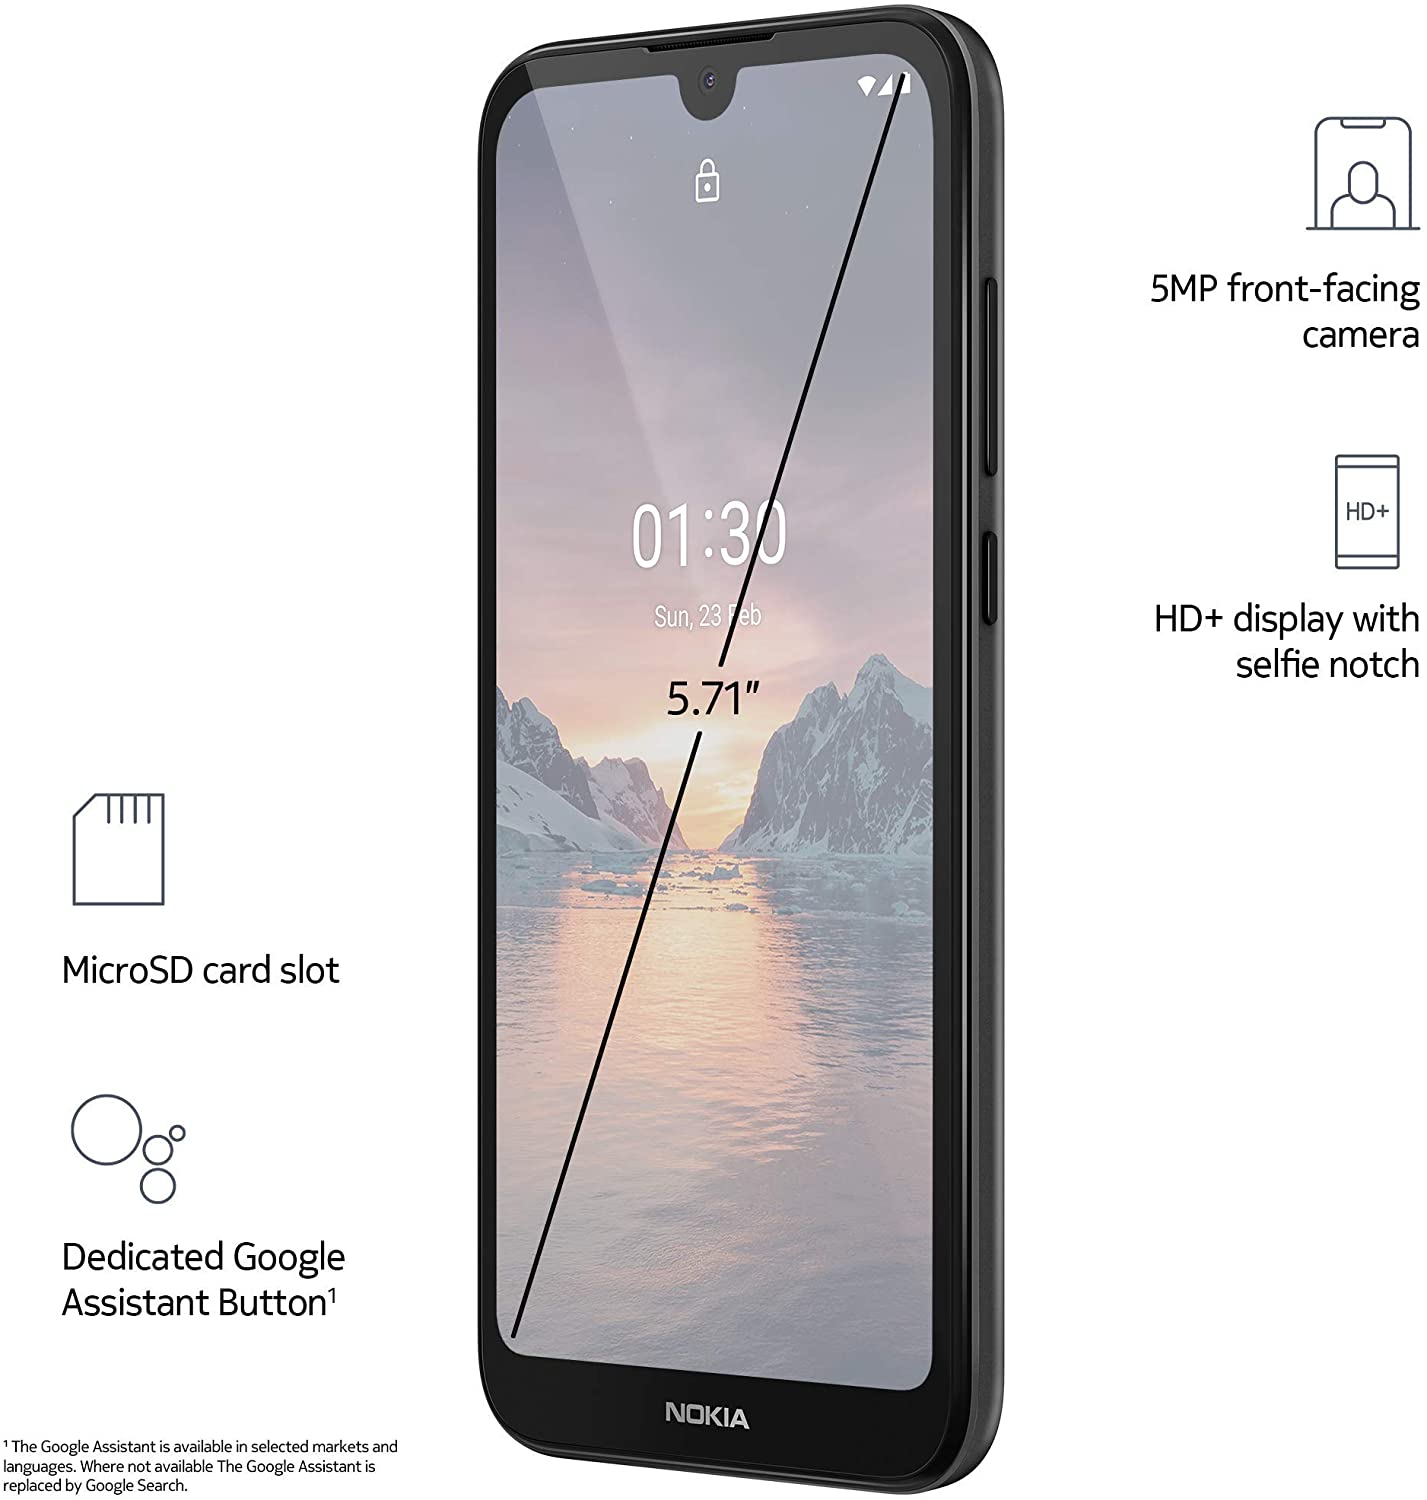 5MP front-facing
camera
HD+
HD+ display with
selfie notch
01:30
Sun, 23 Feb
5.71"
MicroSD card slot
Dedicated Google
Assistant Button¹
NOKIA
¹ The Google Assistant is available in selected markets and
languages. Where not available The Google Assistant is
replaced by Google Search.